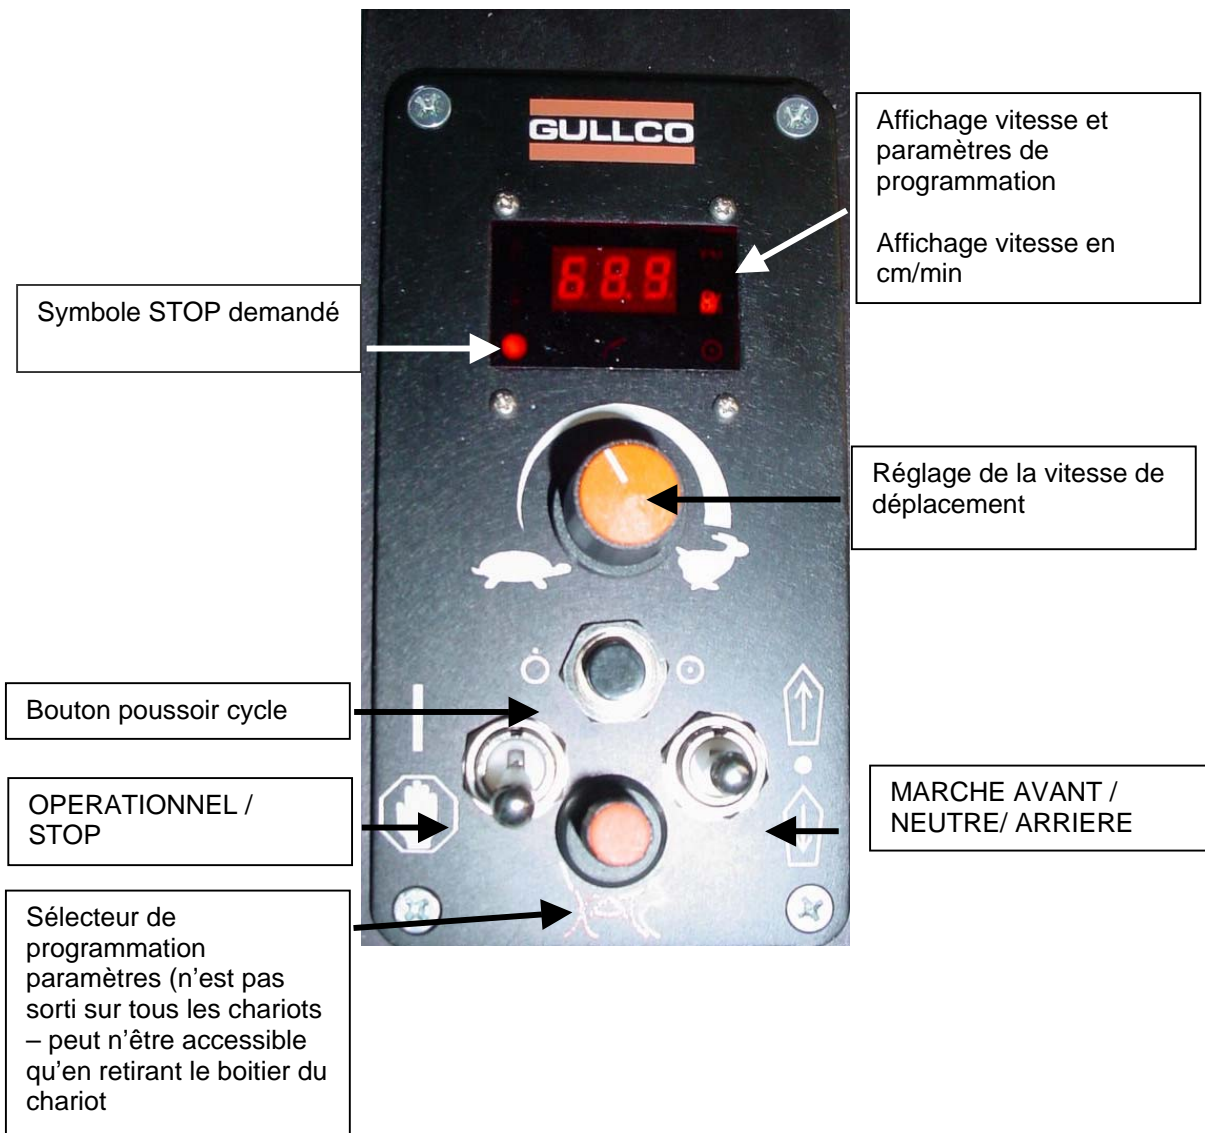 GULLCO
Affichage vitesse et
paramètres de
programmation
Affichage vitesse en
cm/min
68.9
Symbole STOP demandé
Réglage de la vitesse de
déplacement
Bouton poussoir cycle
OPERATIONNEL /
STOP
MARCHE AVANT /
NEUTRE/ ARRIERE
Sélecteur de
programmation
paramètres (n’est pas
sorti sur tous les chariots
– peut n’être accessible
qu’en retirant le boitier du
chariot